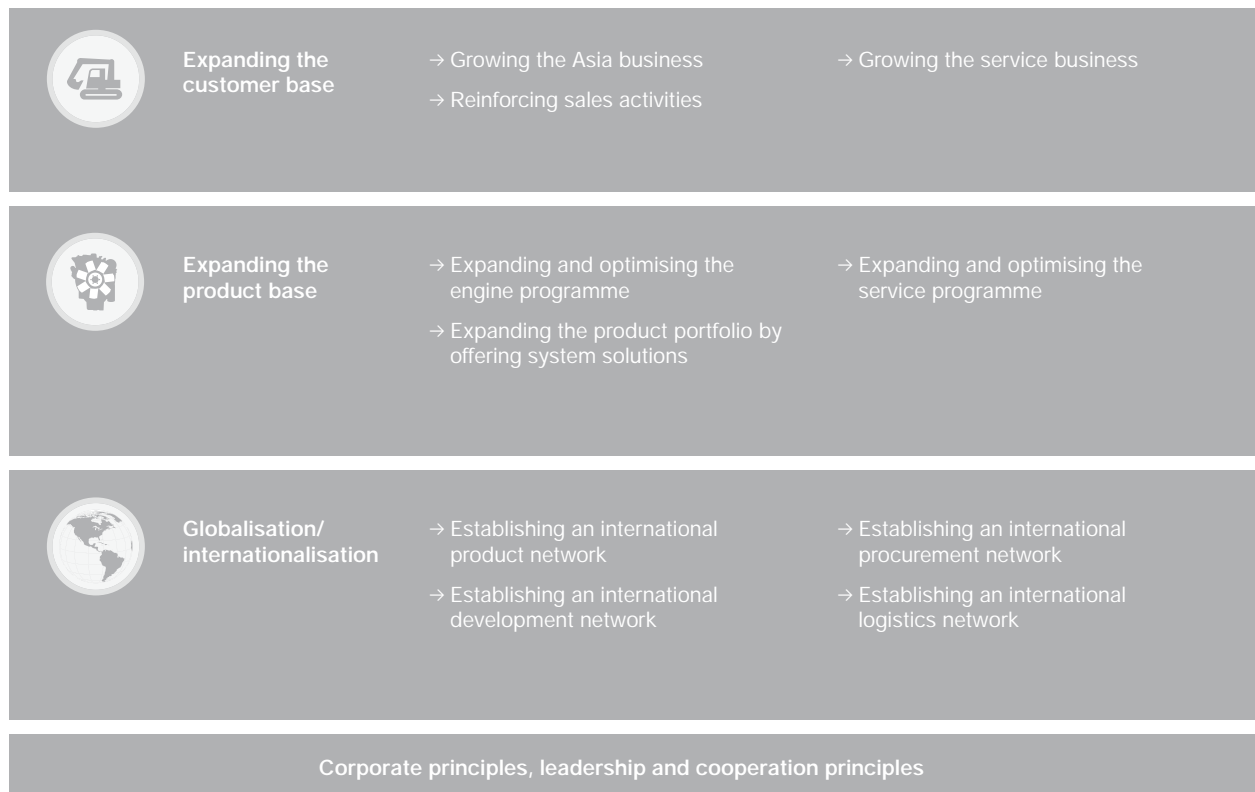 Expanding the
customer base
→ Growing the Asia business
→ Reinforcing sales activities
→ Growing the service business
Expanding the
product base
→ Expanding and optimising the
engine programme
→ Expanding the product portfolio by
offering system solutions
→ Expanding and optimising the
service programme
Globalisation/
internationalisation
→ Establishing an international
product network
→ Establishing an international
development network
→ Establishing an international
procurement network
→ Establishing an international
logistics network
Corporate principles, leadership and cooperation principles